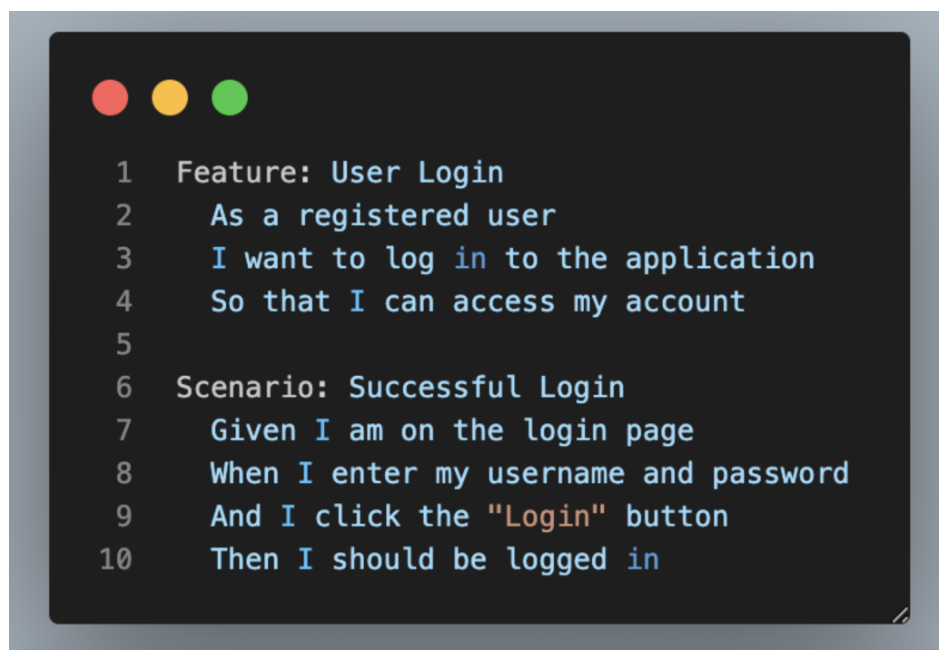 1 Feature: User Login
2 As a registered user
3 I want to log in to the application
4 So that I can access my account
5
6 Scenario: Successful Login
7 Given I am on the login page
8 When I enter my username and password
9 And I click the "Login" button
10 Then I should be logged in